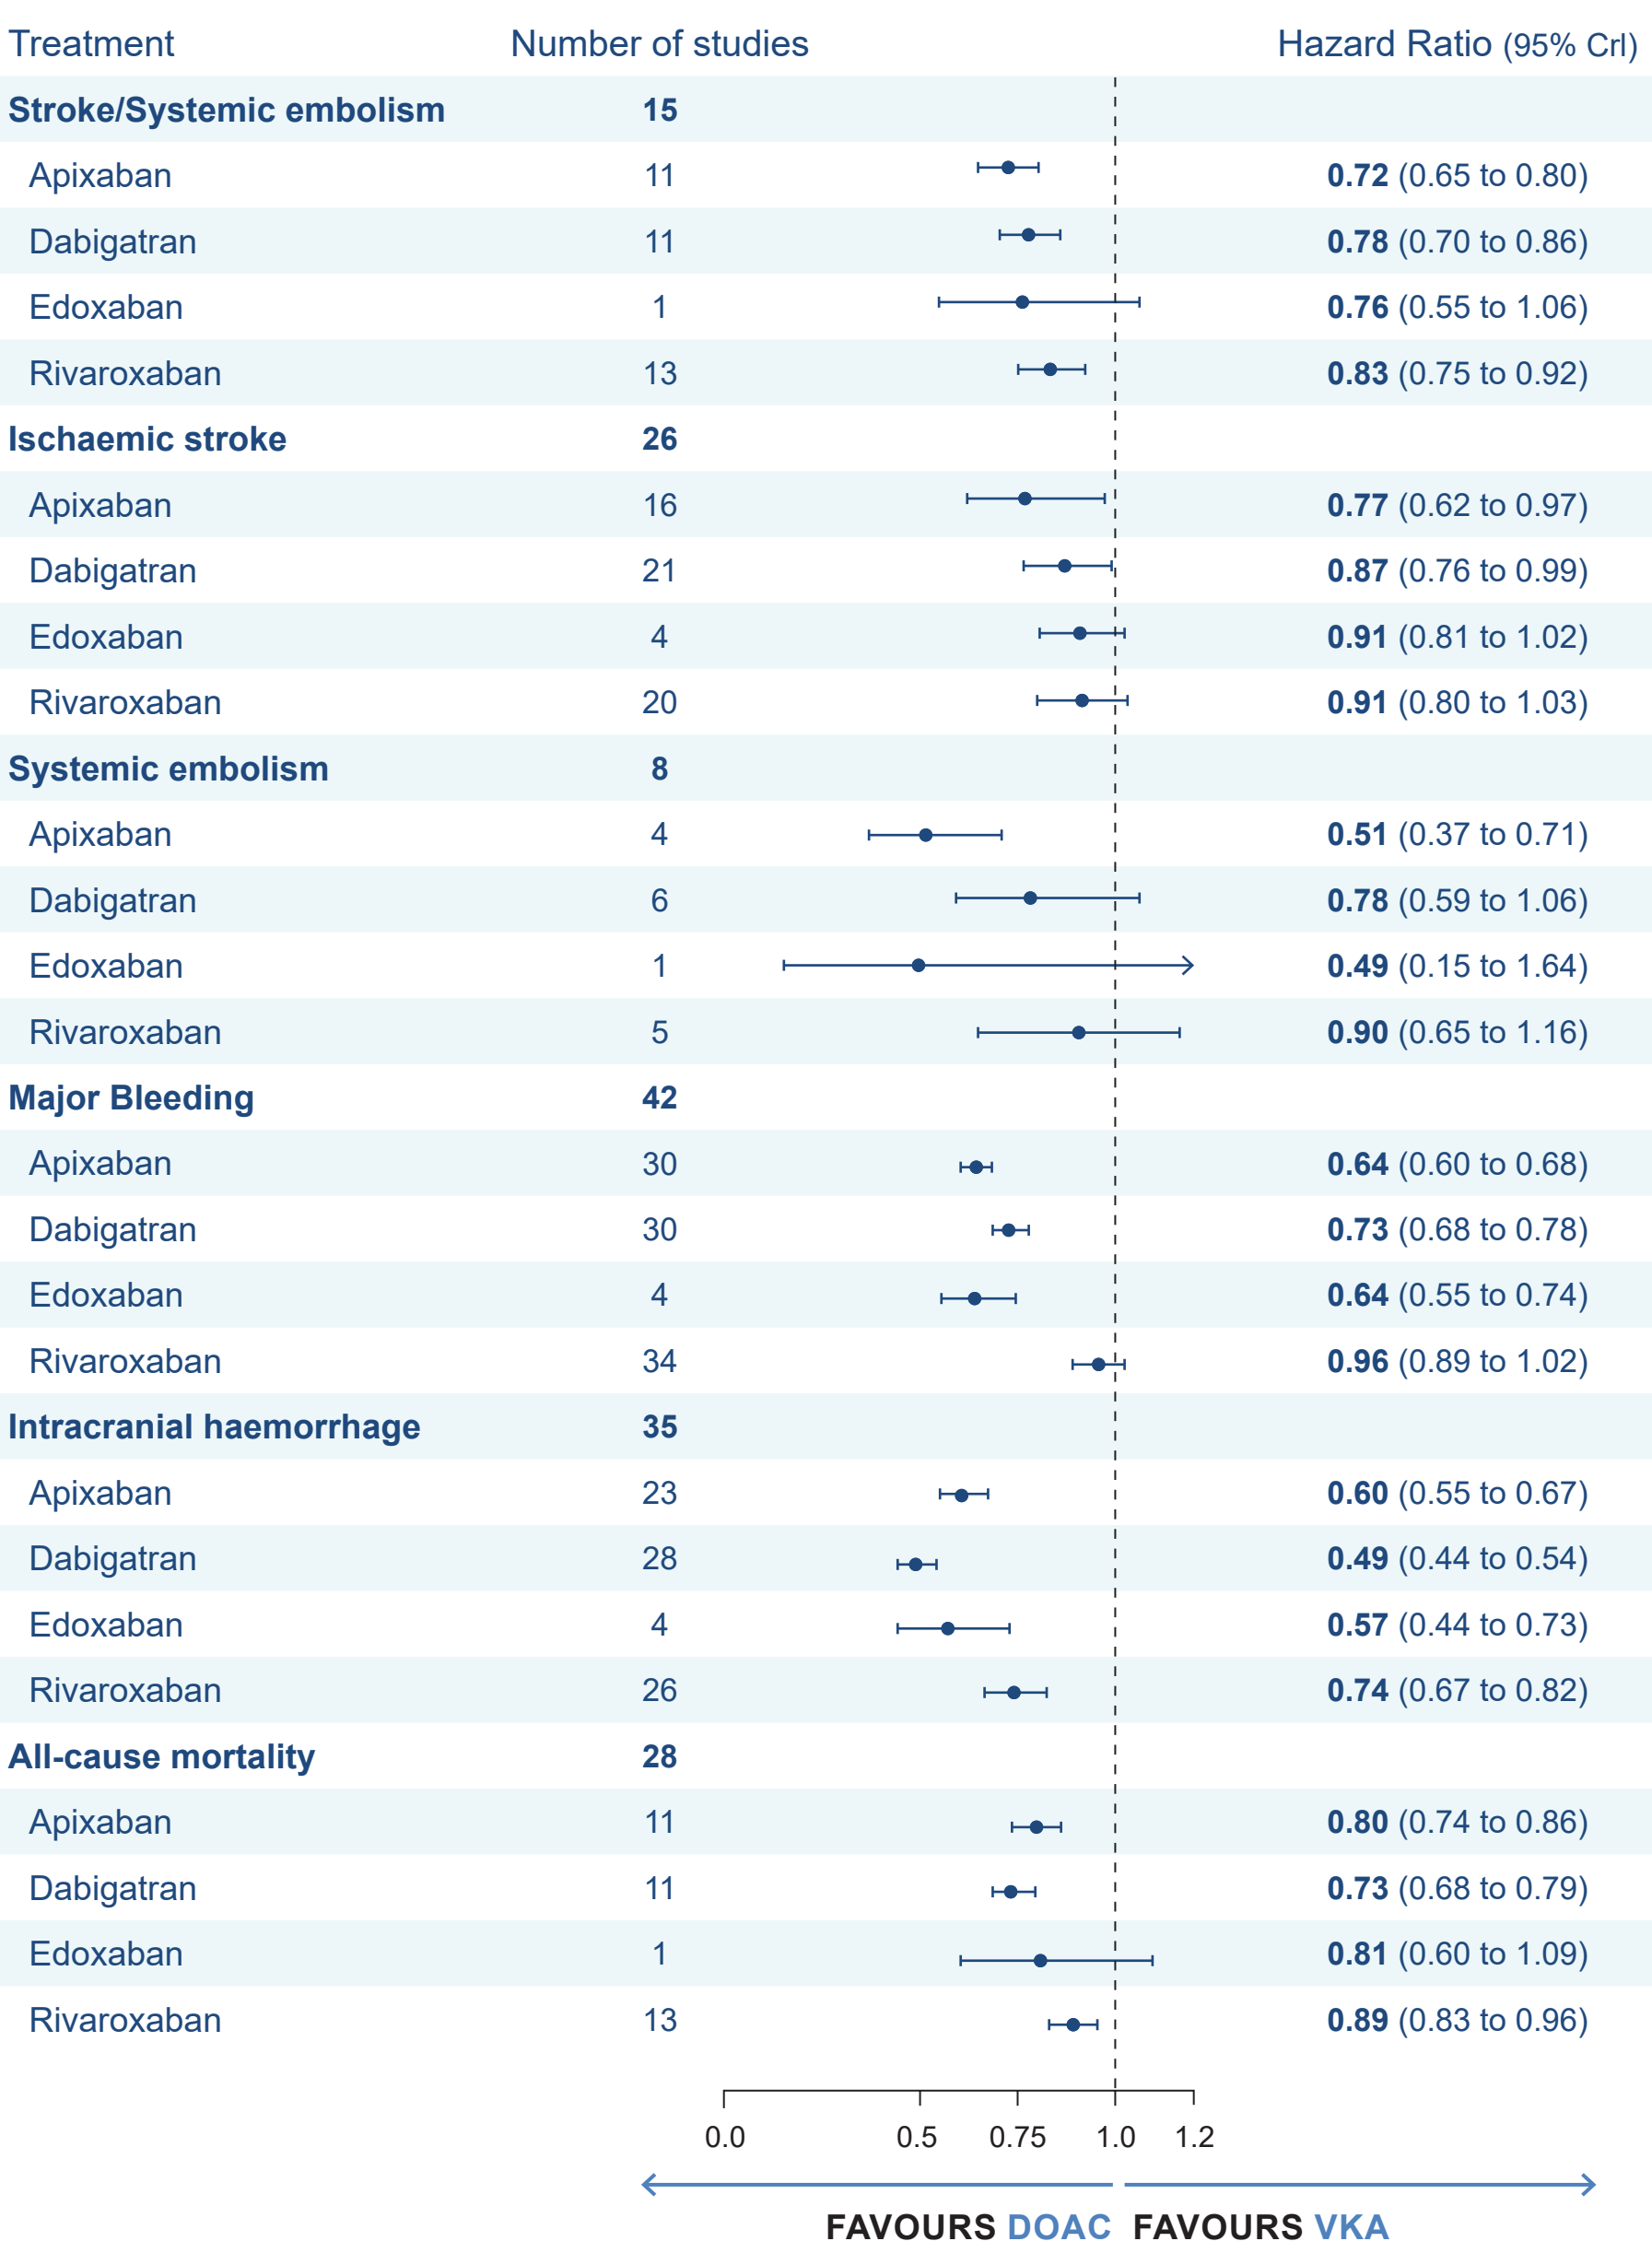 Treatment Number of studies Hazard Ratio (95% CrI)
Stroke/Systemic embolism 15
Apixaban 11 0.72 (0.65 to 0.80)
Dabigatran 11 0.78 (0.70 to 0.86)
Edoxaban 1 0.76 (0.55 to 1.06)
Rivaroxaban 13 0.83 (0.75 to 0.92)
Ischaemic stroke 26
Apixaban 16 0.77 (0.62 to 0.97)
Dabigatran 21 0.87 (0.76 to 0.99)
Edoxaban 4 0.91 (0.81 to 1.02)
Rivaroxaban 20 0.91 (0.80 to 1.03)
Systemic embolism 8
Apixaban 4 0.51 (0.37 to 0.71)
Dabigatran 6 0.78 (0.59 to 1.06)
Edoxaban 1 0.49 (0.15 to 1.64)
Rivaroxaban 5 0.90 (0.65 to 1.16)
Major Bleeding 42
Apixaban 30 0.64 (0.60 to 0.68)
Dabigatran 30 0.73 (0.68 to 0.78)
Edoxaban 4 0.64 (0.55 to 0.74)
Rivaroxaban 34 0.96 (0.89 to 1.02)
Intracranial haemorrhage 35
Apixaban 23 0.60 (0.55 to 0.67)
Dabigatran 28 0.49 (0.44 to 0.54)
Edoxaban 4 0.57 (0.44 to 0.73)
Rivaroxaban 26 0.74 (0.67 to 0.82)
All-cause mortality 28
Apixaban 11 0.80 (0.74 to 0.86)
Dabigatran 11 0.73 (0.68 to 0.79)
Edoxaban 1 0.81 (0.60 to 1.09)
Rivaroxaban 13 0.89 (0.83 to 0.96)
0.0 0.5 0.75 1.0 1.2
FAVOURS DOAC FAVOURS VKA